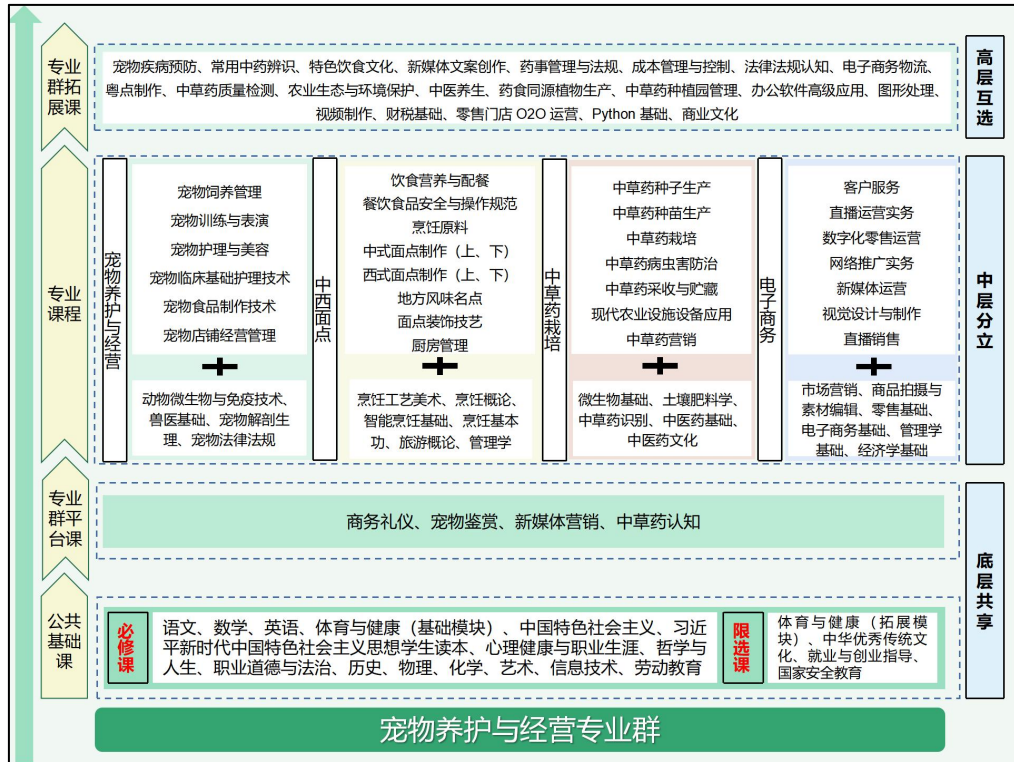 专业
群拓
展课
宠物疾病预防、常用中药辨识、特色饮食文化、新媒体文案创作、药事管理与法规、成本管理与控制、法律法规认知、电子商务物流、
粤点制作、中草药质量检测、农业生态与环境保护、中医养生、药食同源植物生产、中草药种植园管理、办公软件高级应用、图形处理、
视频制作、财税基础、零售门店 O2O 运营、Python 基础、商业文化
高层互选
专业
课程
宠物养护与经营
宠物饲养管理
宠物训练与表演
宠物护理与美容
宠物临床基础护理技术
宠物食品制作技术
宠物店铺经营管理
+
动物微生物与免疫技术、
兽医基础、宠物解剖生
理、宠物法律法规
中西面点
饮食营养与配餐
餐饮食品安全与操作规范
烹饪原料
中式面点制作（上、下）
西式面点制作（上、下）
地方风味名点
面点装饰技艺
厨房管理
+
烹饪工艺美术、烹饪概论、
智能烹饪基础、烹饪基本
功、旅游概论、管理学
中草药栽培
中草药种子生产
中草药种苗生产
中草药栽培
中草药病虫害防治
中草药采收与贮藏
现代农业设施设备应用
中草药营销
+
微生物基础、土壤肥料学、
中草药识别、中医药基础、
中医药文化
电子商务
客户服务
直播运营实务
数字化零售运营
网络推广实务
新媒体运营
视觉设计与制作
直播销售
+
市场营销、商品拍摄与
素材编辑、零售基础、
电子商务基础、管理学
基础、经济学基础
中层分立
专业
群平
台课
商务礼仪、宠物鉴赏、新媒体营销、中草药认知
底层共享
公共
基础
课
必修课
语文、数学、英语、体育与健康（基础模块）、中国特色社会主义、习近
平新时代中国特色社会主义思想学生读本、心理健康与职业生涯、哲学与
人生、职业道德与法治、历史、物理、化学、艺术、信息技术、劳动教育
限选课
体育与健康（拓展模
块）、中华优秀传统文
化、就业与创业指导、
国家安全教育
宠物养护与经营专业群